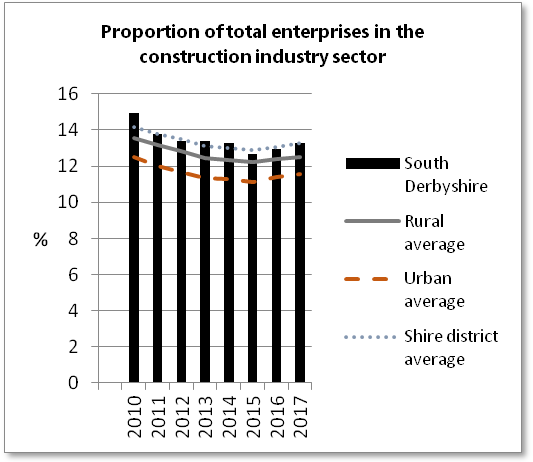 Proportion of total enterprises in the
construction industry sector
16
14
12
10
8
6
4
2
0
%
2010
2011
2012
2013
2014
2015
2016
2017
South
Derbyshire
Rural
average
Urban
average
Shire district
average